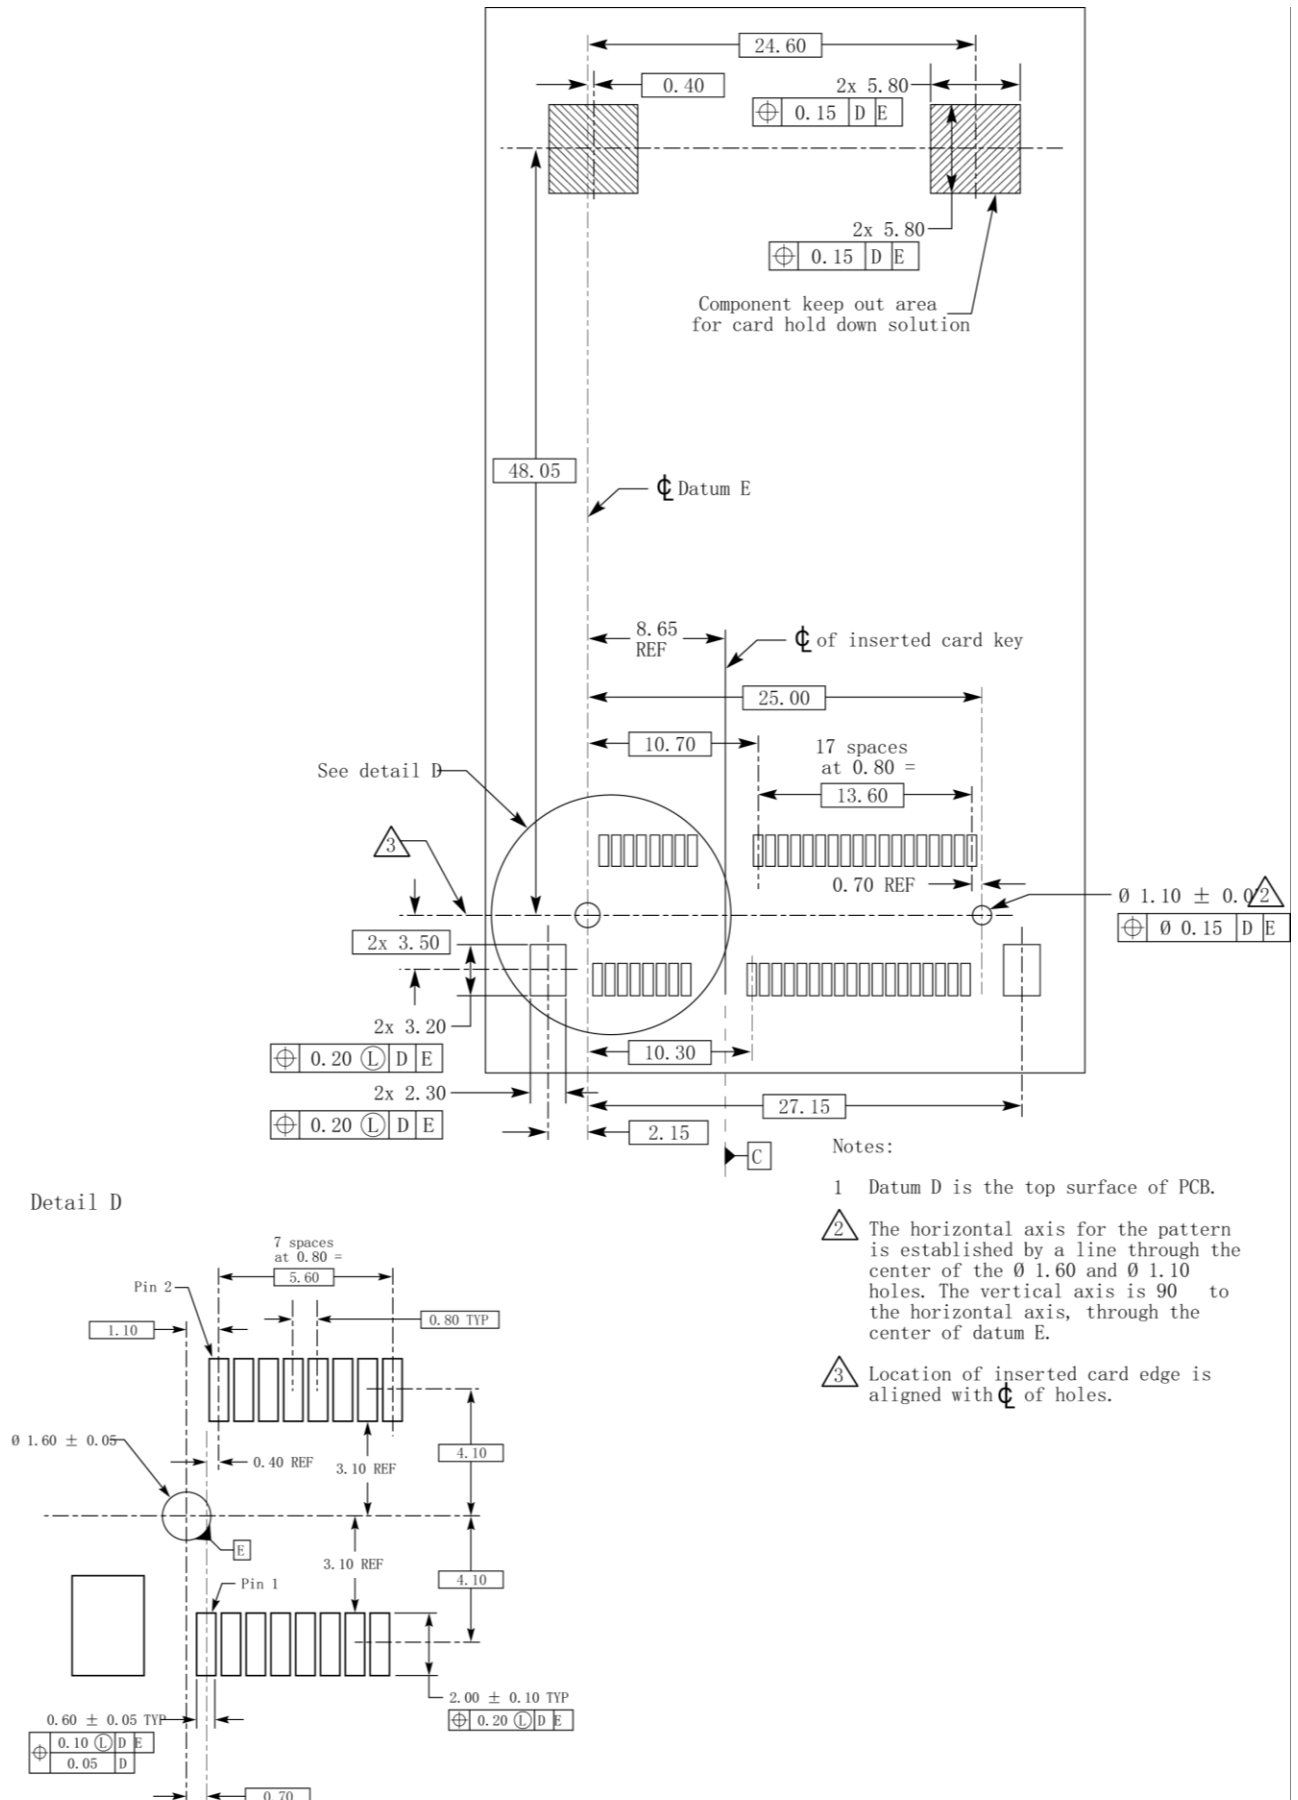 24.60
0.40
2x 5.80
⌖ 0.15 D E
2x 5.80
⌖ 0.15 D E
Component keep out area
for card hold down solution
48.05
℄ Datum E
8.65
REF
℄ of inserted card key
25.00
10.70
17 spaces
at 0.80 =
13.60
See detail D
3
0.70 REF
Ø 1.10 ± 0.0
2
⌖ Ø 0.15 D E
2x 3.50
2x 3.20
⌖ 0.20 Ⓛ D E
10.30
2x 2.30
⌖ 0.20 Ⓛ D E
27.15
2.15
C
Notes:
1 Datum D is the top surface of PCB.
2 The horizontal axis for the pattern
is established by a line through the
center of the Ø 1.60 and Ø 1.10
holes. The vertical axis is 90 to
the horizontal axis, through the
center of datum E.
3 Location of inserted card edge is
aligned with ℄ of holes.
Detail D
7 spaces
at 0.80 =
5.60
Pin 2
1.10
0.80 TYP
Ø 1.60 ± 0.05
0.40 REF
3.10 REF
4.10
E
3.10 REF
4.10
Pin 1
2.00 ± 0.10 TYP
⌖ 0.20 Ⓛ D E
0.60 ± 0.05 TYP
⌖ 0.10 Ⓛ D E
0.05 D
0.70